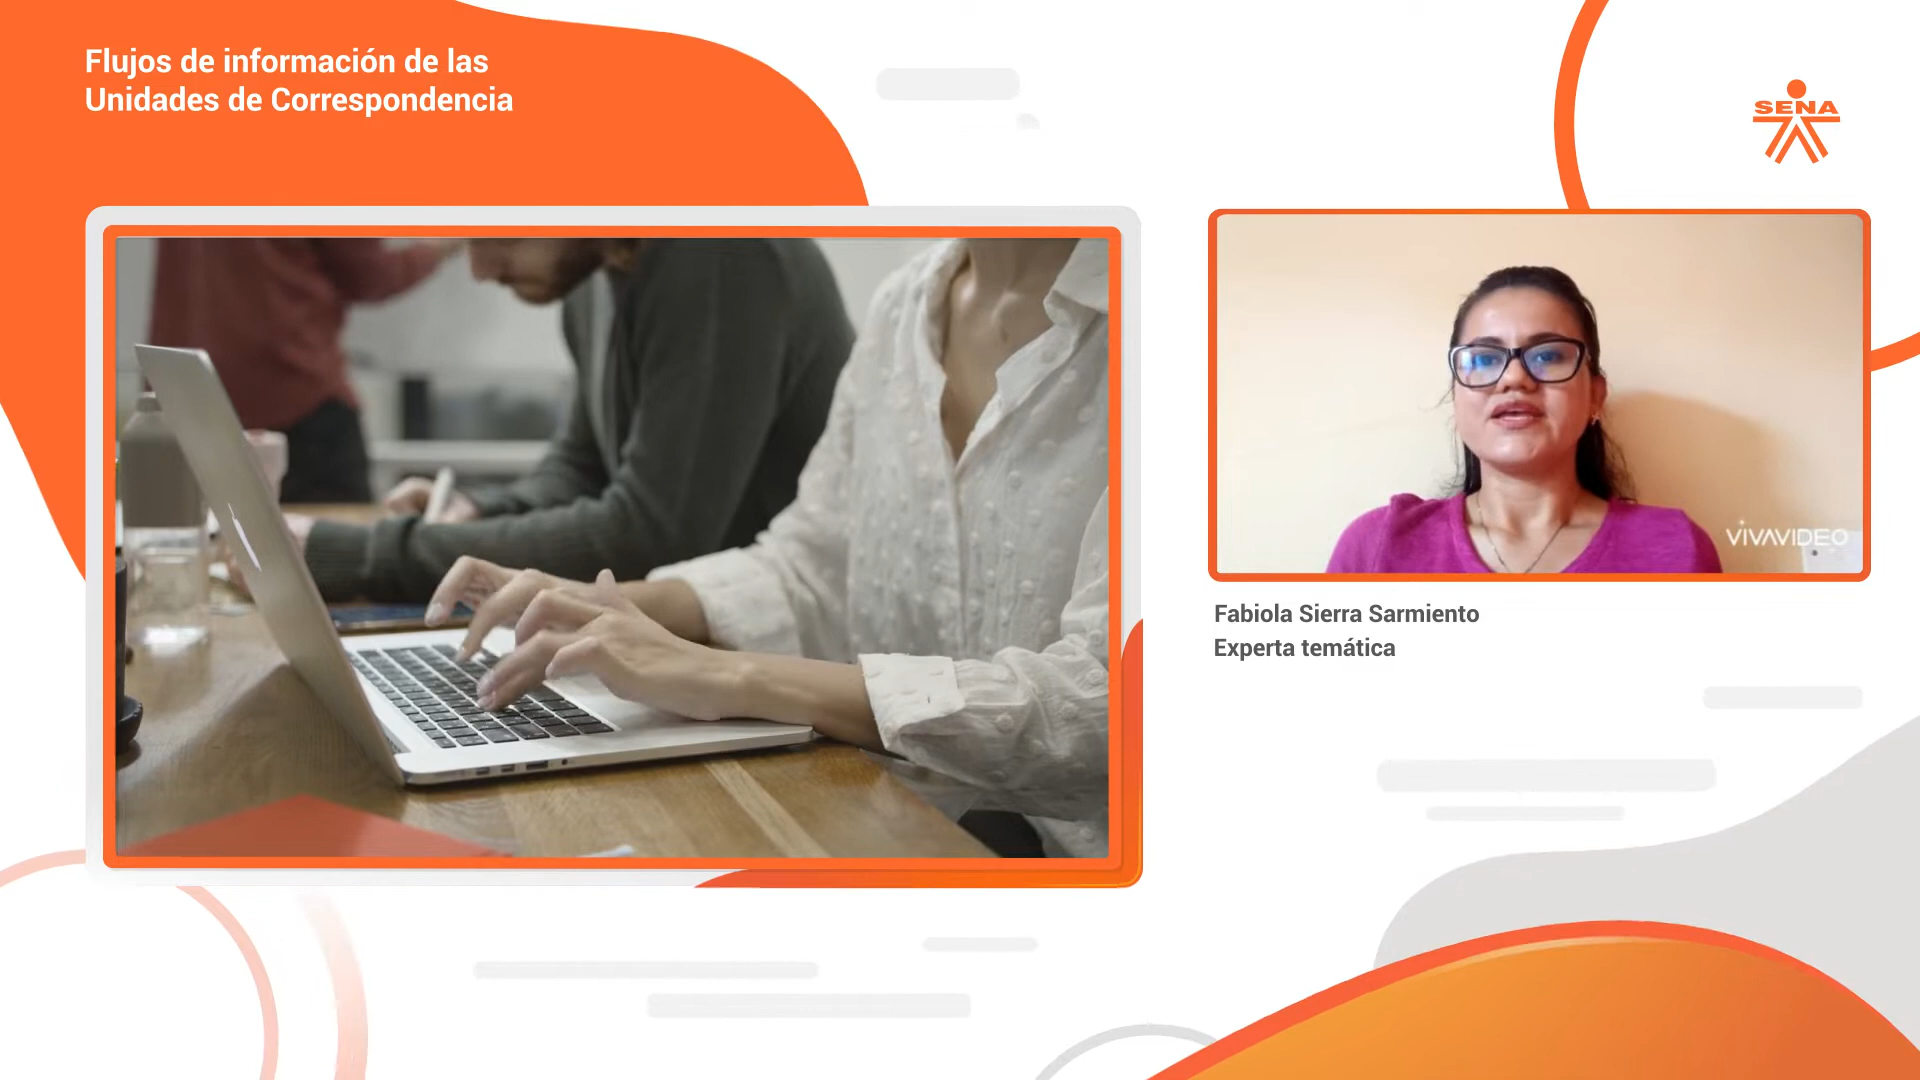 Flujos de información de las
Unidades de Correspondencia
SENA
VIVAVIDEO
Fabiola Sierra Sarmiento
Experta temática